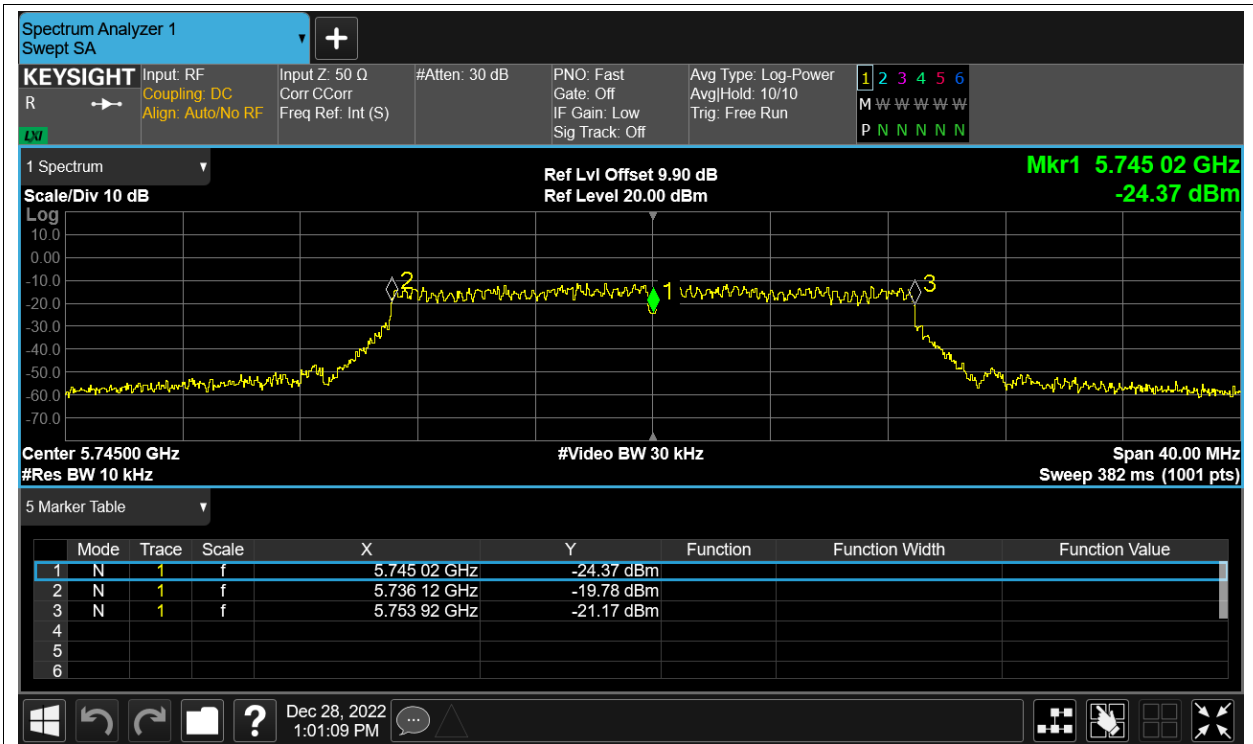 Spectrum Analyzer 1
Swept SA
KEYSIGHT
R
LXI
Input: RF
Coupling: DC
Align: Auto/No RF
Input Z: 50 Ω
Corr CCorr
Freq Ref: Int (S)
#Atten: 30 dB
PNO: Fast
Gate: Off
IF Gain: Low
Sig Track: Off
Avg Type: Log-Power
Avg|Hold: 10/10
Trig: Free Run
1 2 3 4 5 6
M W W W W W
P N N N N N
1 Spectrum
Scale/Div 10 dB
Ref Lvl Offset 9.90 dB
Ref Level 20.00 dBm
Mkr1 5.745 02 GHz
-24.37 dBm
Log
10.0
0.00
-10.0
-20.0
-30.0
-40.0
-50.0
-60.0
-70.0
2
1
3
Center 5.74500 GHz
#Res BW 10 kHz
#Video BW 30 kHz
Span 40.00 MHz
Sweep 382 ms (1001 pts)
5 Marker Table
Mode Trace Scale X Y Function Function Width Function Value
1 N 1 f 5.745 02 GHz -24.37 dBm
2 N 1 f 5.736 12 GHz -19.78 dBm
3 N 1 f 5.753 92 GHz -21.17 dBm
4
5
6
?
Dec 28, 2022
1:01:09 PM